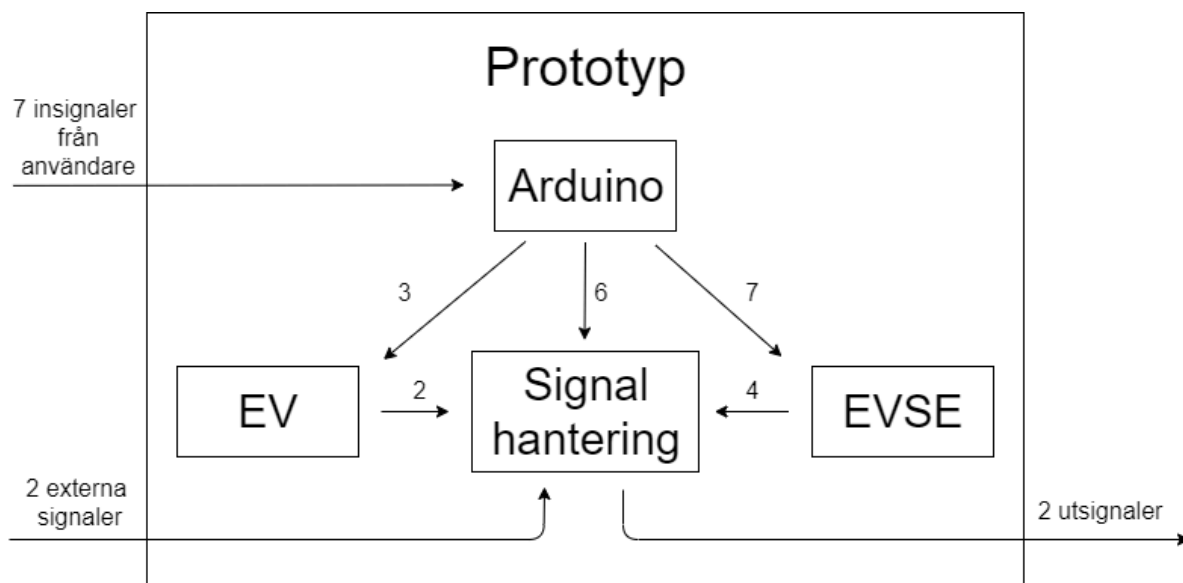 Prototyp
7 insignaler
från
användare
Arduino
3
6
7
EV
2
Signal
hantering
4
EVSE
2 externa
signaler
2 utsignaler